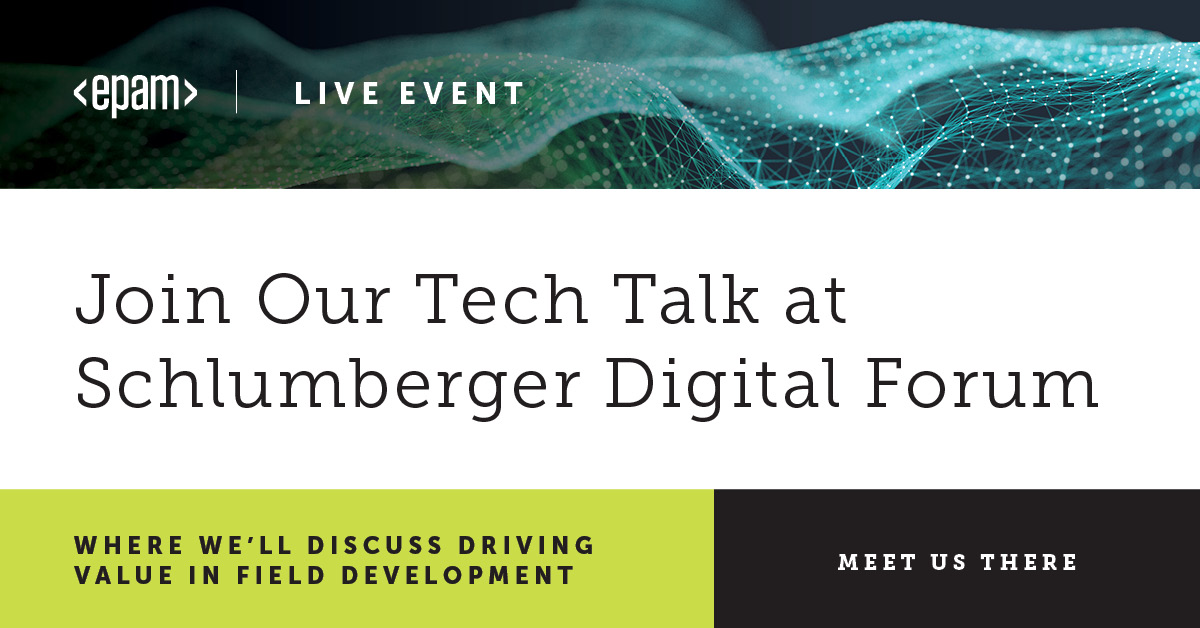 <epam> | LIVE EVENT
Join Our Tech Talk at
Schlumberger Digital Forum
WHERE WE’LL DISCUSS DRIVING
VALUE IN FIELD DEVELOPMENT
MEET US THERE